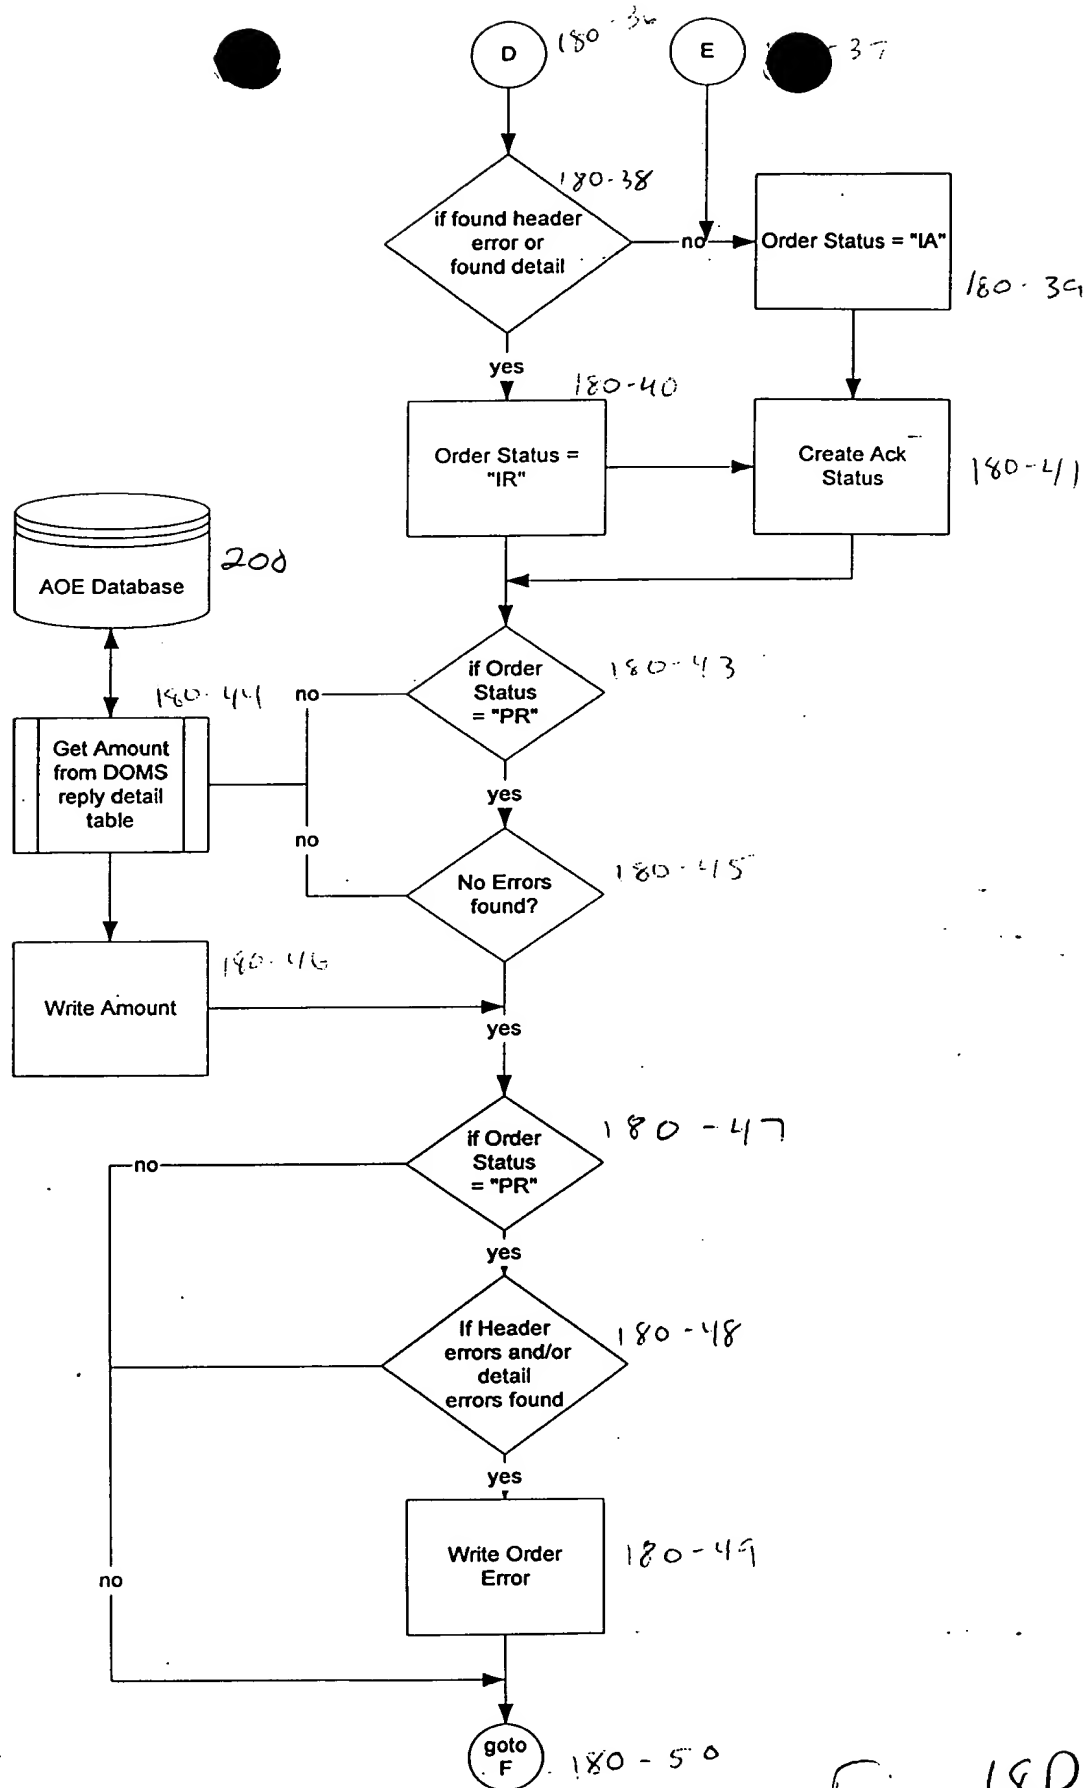 D
180-36
E
-37
180-38
if found header
error or
found detail
no
Order Status = "IA"
180-39
yes
180-40
Order Status =
"IR"
Create Ack
Status
180-41
AOE Database
200
if Order
Status
= "PR"
180-43
no
180-44
Get Amount
from DOMS
reply detail
table
yes
no
No Errors
found?
180-45
Write Amount
180-46
yes
if Order
Status
= "PR"
180-47
no
yes
If Header
errors and/or
detail
errors found
180-48
yes
Write Order
Error
180-49
no
goto
F
180-50